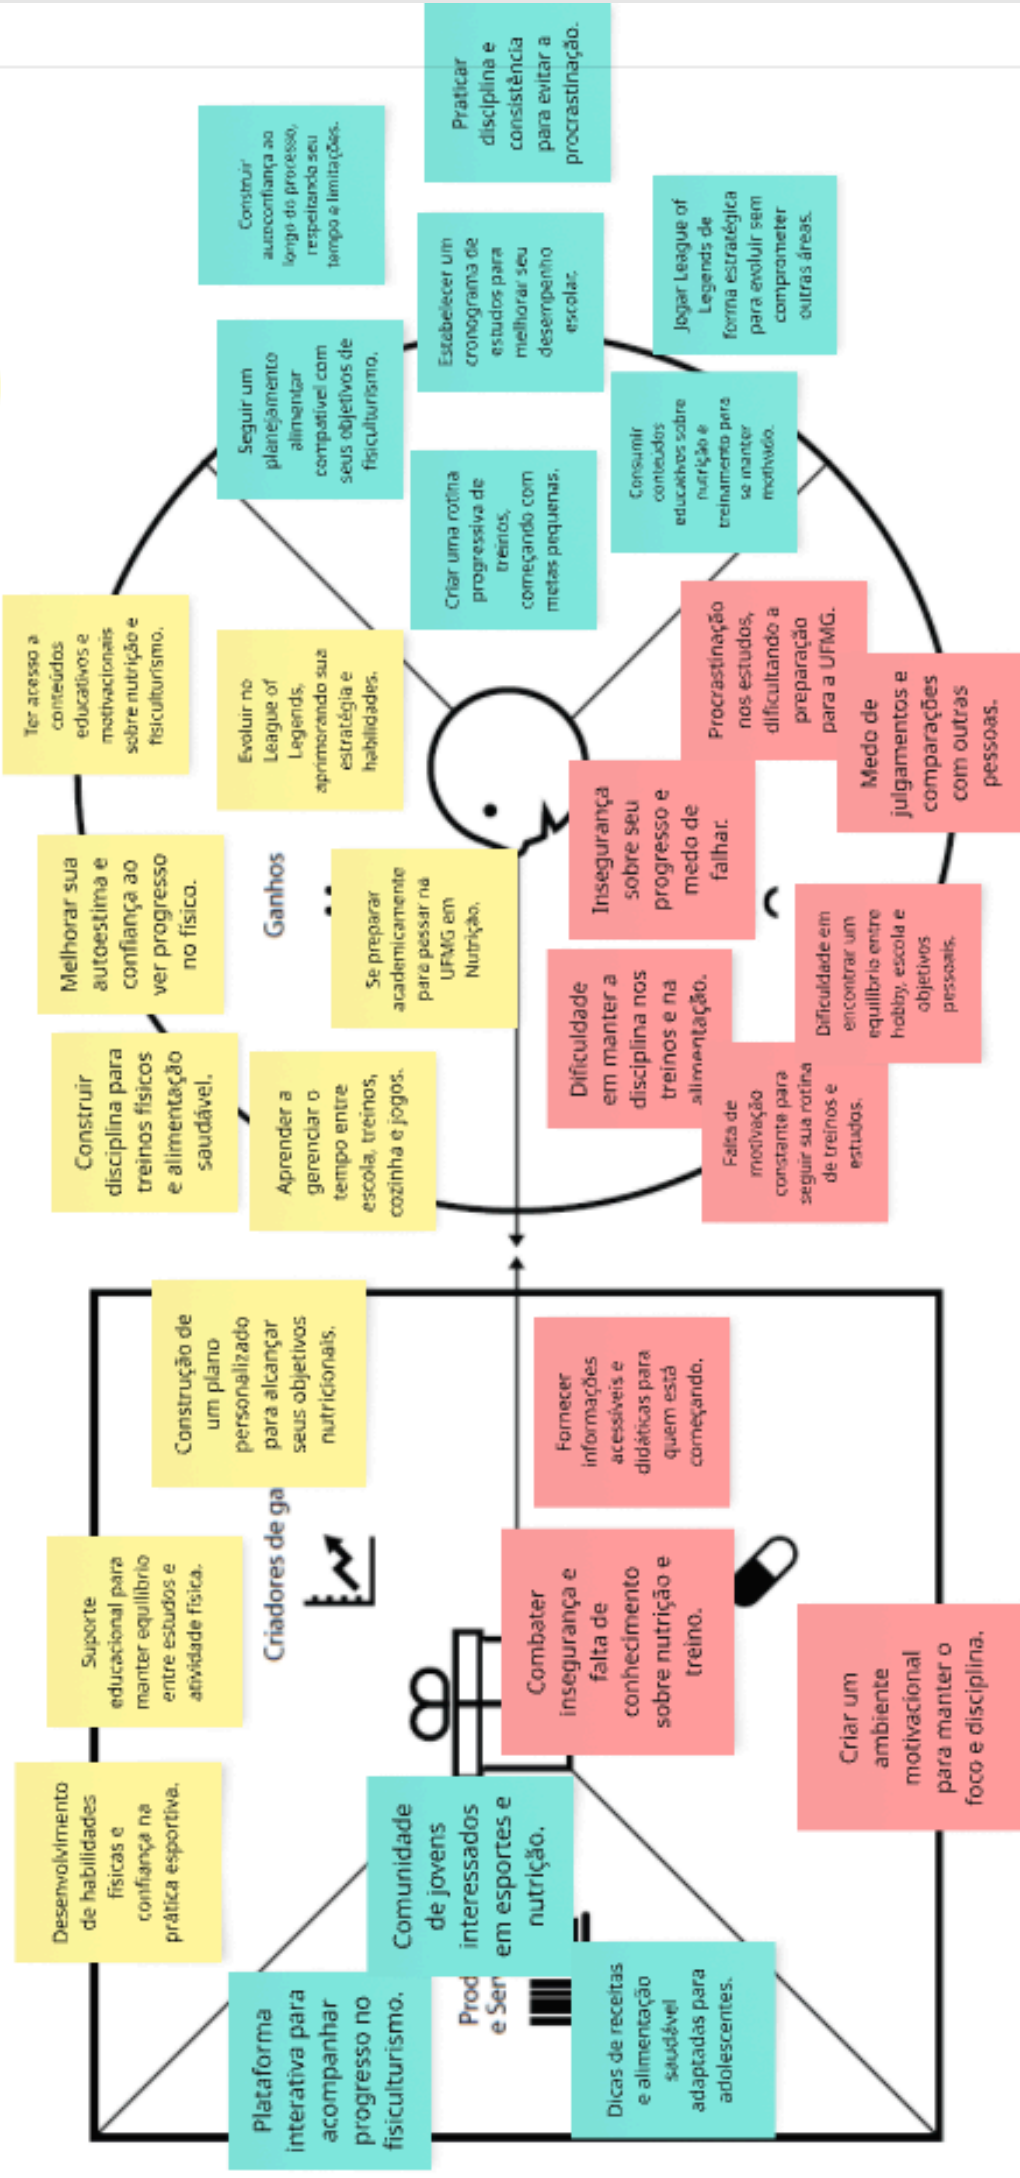 Desenvolvimento
de habilidades
físicas e
confiança na
prática esportiva.
Suporte
educacional para
manter equilíbrio
entre estudos e
atividade física.
Construção de
um plano
personalizado
para alcançar
seus objetivos
nutricionais.
Criadores de
Plataforma
interativa para
acompanhar
progresso no
fisiculturismo.
Comunidade
de jovens
interessados
em esportes e
nutrição.
Dicas de receitas
e alimentação
saudável
adaptadas para
adolescentes.
Prod
e Ser
Combater
insegurança e
falta de
conhecimento
sobre nutrição e
treino.
Fornecer
informações
acessíveis e
didáticas para
quem está
começando.
Criar um
ambiente
motivacional
para manter o
foco e disciplina.
Construir
disciplina para
treinos físicos
e alimentação
saudável.
Melhorar sua
autoestima e
confiança ao
ver progresso
no físico.
Ter acesso a
conteúdos
educativos e
motivacionais
sobre nutrição e
fisiculturismo.
Aprender a
gerenciar o
tempo entre
escola, treinos,
cozinha e jogos.
Ganhos
Se preparar
academicamente
para passar na
UFMG em
Nutrição.
Evoluir no
League of
Legends,
aprimorando sua
estratégia e
habilidades.
Dificuldade
em manter a
disciplina nos
treinos e na
alimentação.
Insegurança
sobre seu
progresso e
medo de
falhar.
Procrastinação
nos estudos,
dificultando a
preparação
para a UFMG.
Falta de
motivação
constante para
seguir sua rotina
de treinos e
estudos.
Dificuldade em
encontrar um
equilíbrio entre
hobby, escola e
objetivos
pessoais.
Medo de
julgamentos e
comparações
com outras
pessoas.
Construir
autoconfiança ao
longo do processo,
respeitando seu
tempo e limitações.
Seguir um
planejamento
alimentar
compatível com
seus objetivos de
fisiculturismo.
Criar uma rotina
progressiva de
treinos,
começando com
metas pequenas.
Estabelecer um
cronograma de
estudos para
melhorar seu
desempenho
escolar.
Praticar
disciplina e
consistência
para evitar a
procrastinação.
Consumir
conteúdos
educativos sobre
nutrição e
treinamento para
se manter
motivado.
Jogar League of
Legends de
forma estratégica
para evoluir sem
comprometer
outras áreas.